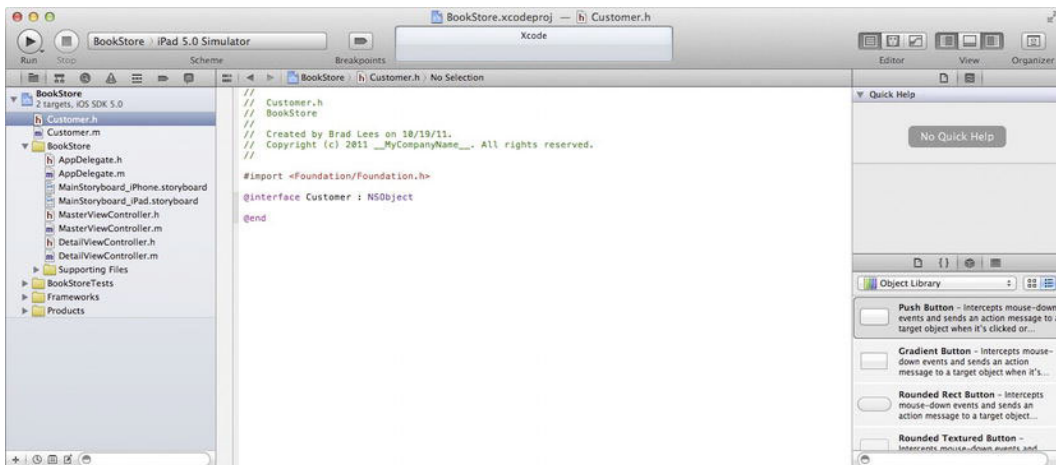 BookStore.xcodeproj — h Customer.h
BookStore iPad 5.0 Simulator
Xcode
Run Stop Scheme Breakpoints Editor View Organizer
BookStore h Customer.h No Selection
BookStore
2 targets, iOS SDK 5.0
h Customer.h
m Customer.m
BookStore
h AppDelegate.h
m AppDelegate.m
MainStoryboard_iPhone.storyboard
MainStoryboard_iPad.storyboard
h MasterViewController.h
m MasterViewController.m
h DetailViewController.h
m DetailViewController.m
Supporting Files
BookStoreTests
Frameworks
Products
//
// Customer.h
// BookStore
//
// Created by Brad Lees on 10/19/11.
// Copyright (c) 2011 __MyCompanyName__. All rights reserved.
//
#import <Foundation/Foundation.h>
@interface Customer : NSObject
@end
Quick Help
No Quick Help
{}
Object Library
Push Button - Intercepts mouse-down
events and sends an action message to a
target object when it's clicked or...
Gradient Button - Intercepts mouse-
down events and sends an action
message to a target object when it's...
Rounded Rect Button - Intercepts
mouse-down events and sends an
action message to a target object...
Rounded Textured Button -
Intercepts mouse-down events and